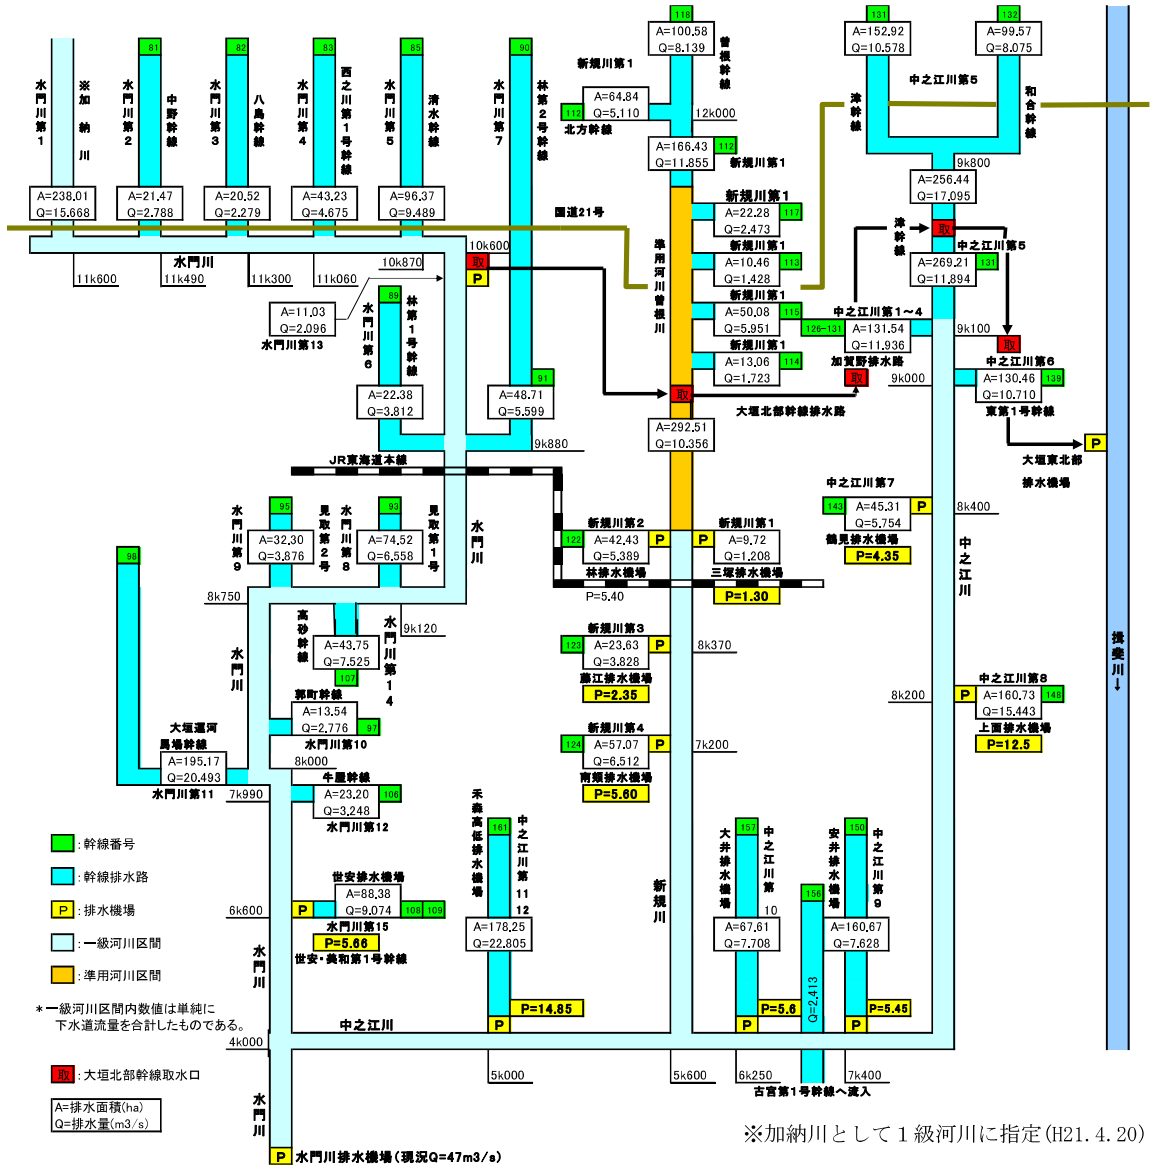 118
A=100.58
Q=8.139
曽根幹線
131
A=152.92
Q=10.578
132
A=99.57
Q=8.075
水門川第1
※加納川
81
水門川第2
中野幹線
82
水門川第3
八島幹線
83
水門川第4
西之川第1号幹線
85
水門川第5
清水幹線
90
水門川第7
林第2号幹線
新規川第1
A=64.84
Q=5.110
112
北方幹線
12k000
中之江川第5
津幹線
和合幹線
A=166.43
Q=11.855
112
新規川第1
9k800
A=256.44
Q=17.095
A=238.01
Q=15.668
A=21.47
Q=2.788
A=20.52
Q=2.279
A=43.23
Q=4.675
A=96.37
Q=9.489
国道21号
新規川第1
A=22.28
Q=2.473
117
津幹線
取
中之江川第5
A=269.21
Q=11.894
131
水門川
11k600
11k490
11k300
11k060
10k870
10k600
取
P
準用河川曽根川
新規川第1
A=10.46
Q=1.428
113
新規川第1
A=50.08
Q=5.951
115
新規川第1
A=13.06
Q=1.723
114
A=11.03
Q=2.096
水門川第13
89
水門川第6
林第1号幹線
A=22.38
Q=3.812
91
A=48.71
Q=5.599
9k880
中之江川第1～4
126-131
A=131.54
Q=11.936
加賀野排水路
取
9k100
取
9k000
中之江川第6
A=130.46
Q=10.710
139
東第1号幹線
取
大垣北部幹線排水路
A=292.51
Q=10.356
P
大垣東北部
排水機場
JR東海道本線
95
水門川第9
見取第2号
A=32.30
Q=3.876
93
水門川第8
見取第1号
A=74.52
Q=6.558
水門川
新規川第2
122
A=42.43
Q=5.389
P
林排水機場
P=5.40
新規川第1
P
A=9.72
Q=1.208
三塚排水機場
P=1.30
中之江川第7
143
A=45.31
Q=5.754
P
鶴見排水機場
P=4.35
8k400
中之江川
98
8k750
9k120
水門川
高砂幹線
A=43.75
Q=7.525
107
水門川第14
新規川第3
123
A=23.63
Q=3.828
P
藤江排水機場
P=2.35
8k370
揖斐川→
8k200
中之江川第8
P
A=160.73
Q=15.443
148
上面排水機場
P=12.5
郭町幹線
A=13.54
Q=2.776
97
水門川第10
大垣運河
馬場幹線
A=195.17
Q=20.493
水門川第11
8k000
7k990
牛屋幹線
A=23.20
Q=3.248
106
水門川第12
新規川第4
124
A=57.07
Q=6.512
P
南頬排水機場
P=5.60
7k200
:幹線番号
:幹線排水路
P
:排水機場
:一級河川区間
:準用河川区間
*一級河川区間内数値は単純に
下水道流量を合計したものである。
取
:大垣北部幹線取水口
A=排水面積(ha)
Q=排水量(m3/s)
6k600
世安排水機場
P
A=88.38
Q=9.074
108
109
水門川第15
P=5.66
世安・美和第1号幹線
水門川
禾森高低排水機場
161
中之江川第11
12
A=178.25
Q=22.805
P=14.85
P
新規川
大井排水機場
157
中之江川第
10
A=67.61
Q=7.708
P=5.6
P
156
Q=2.413
安井排水機場
150
中之江川第9
A=160.67
Q=7.628
P=5.45
P
中之江川
4k000
5k000
5k600
6k250
7k400
古宮第1号幹線へ流入
水門川
P
水門川排水機場(現況Q=47m3/s)
※加納川として1級河川に指定(H21.4.20)